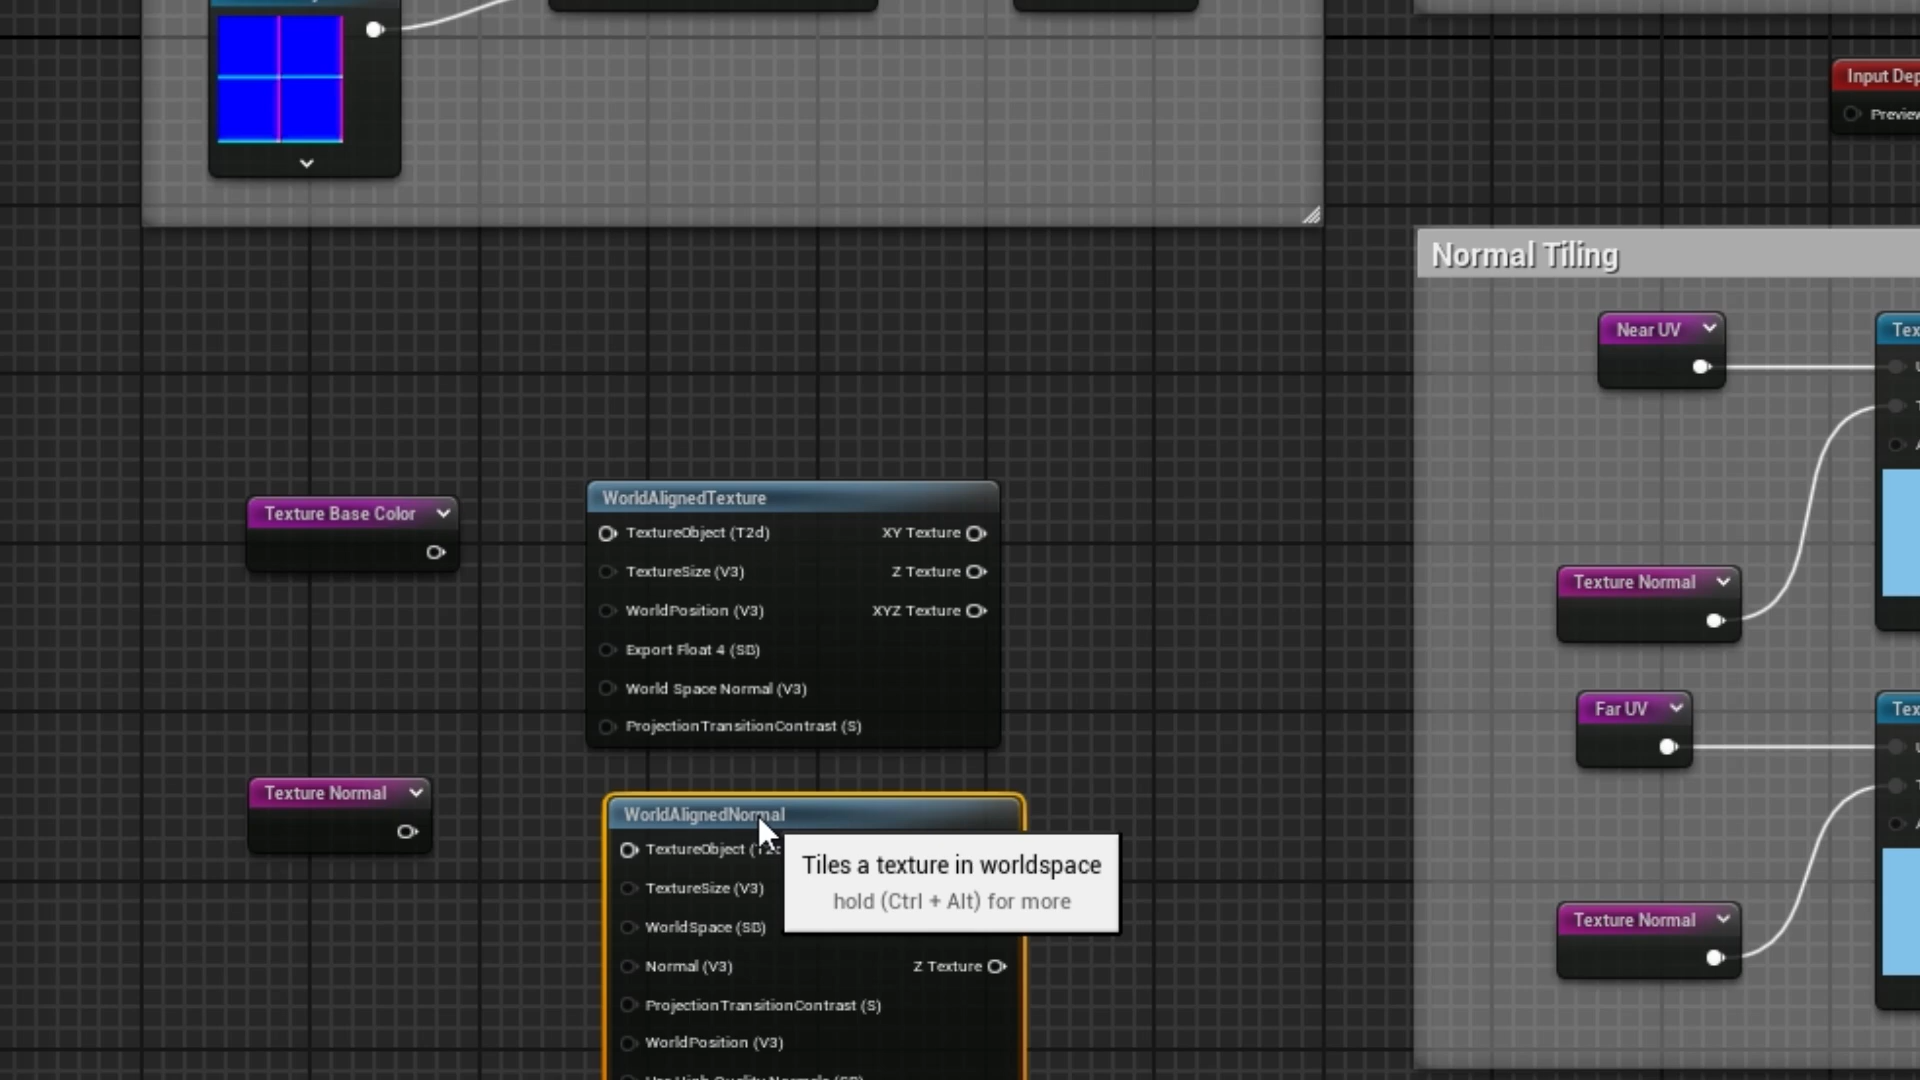 Input Dep
Preview
Normal Tiling
Near UV
Tex
Texture Base Color
WorldAlignedTexture
TextureObject (T2d)
XY Texture
TextureSize (V3)
Z Texture
WorldPosition (V3)
XYZ Texture
Export Float 4 (SB)
World Space Normal (V3)
ProjectionTransitionContrast (S)
Texture Normal
Far UV
Tex
Texture Normal
WorldAlignedNormal
TextureObject (T2d
Tiles a texture in worldspace
hold (Ctrl + Alt) for more
TextureSize (V3)
WorldSpace (SB)
Normal (V3)
Z Texture
ProjectionTransitionContrast (S)
WorldPosition (V3)
Texture Normal